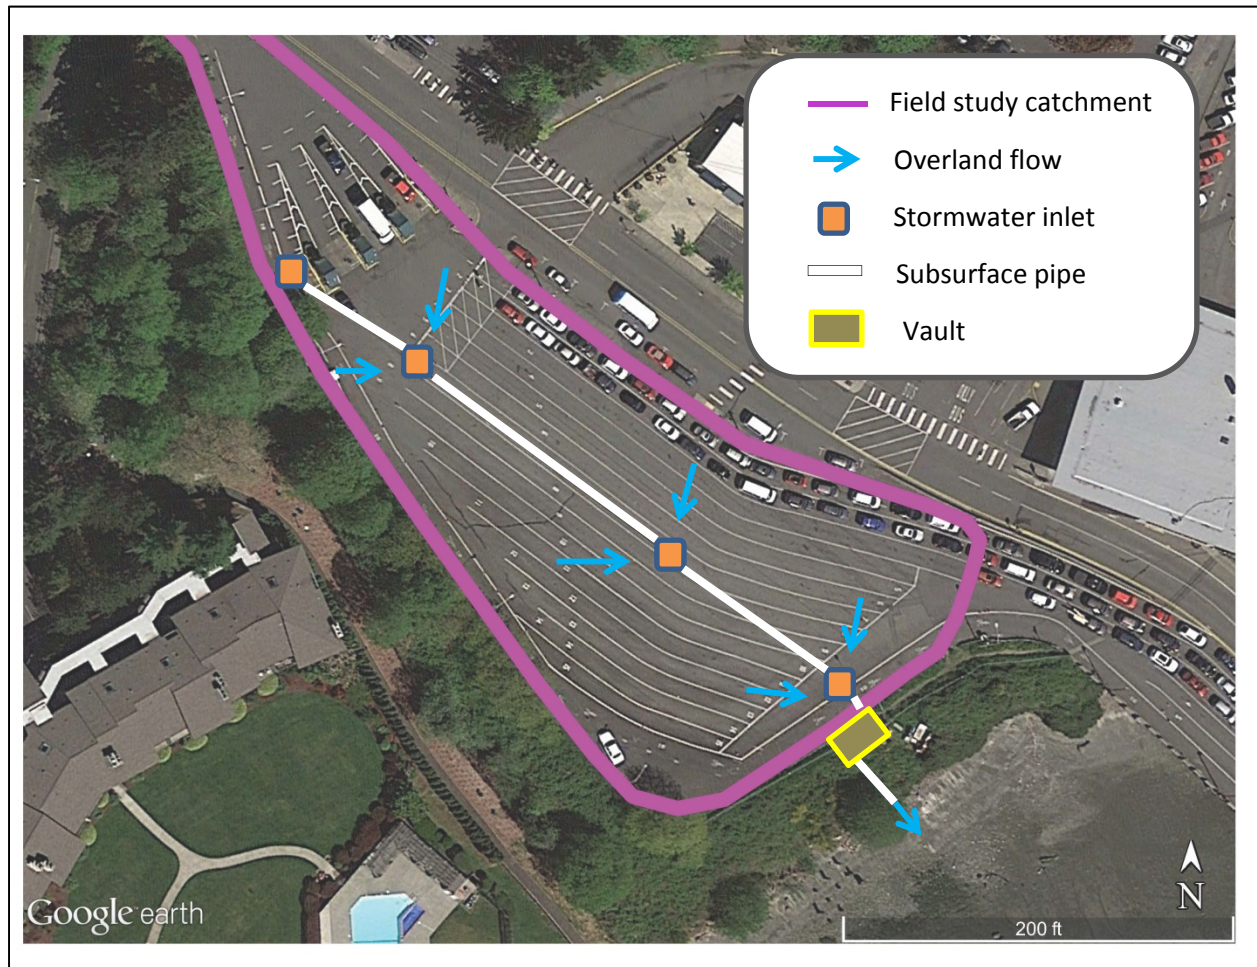 Field study catchment
Overland flow
Stormwater inlet
Subsurface pipe
Vault
Google earth
N
200 ft